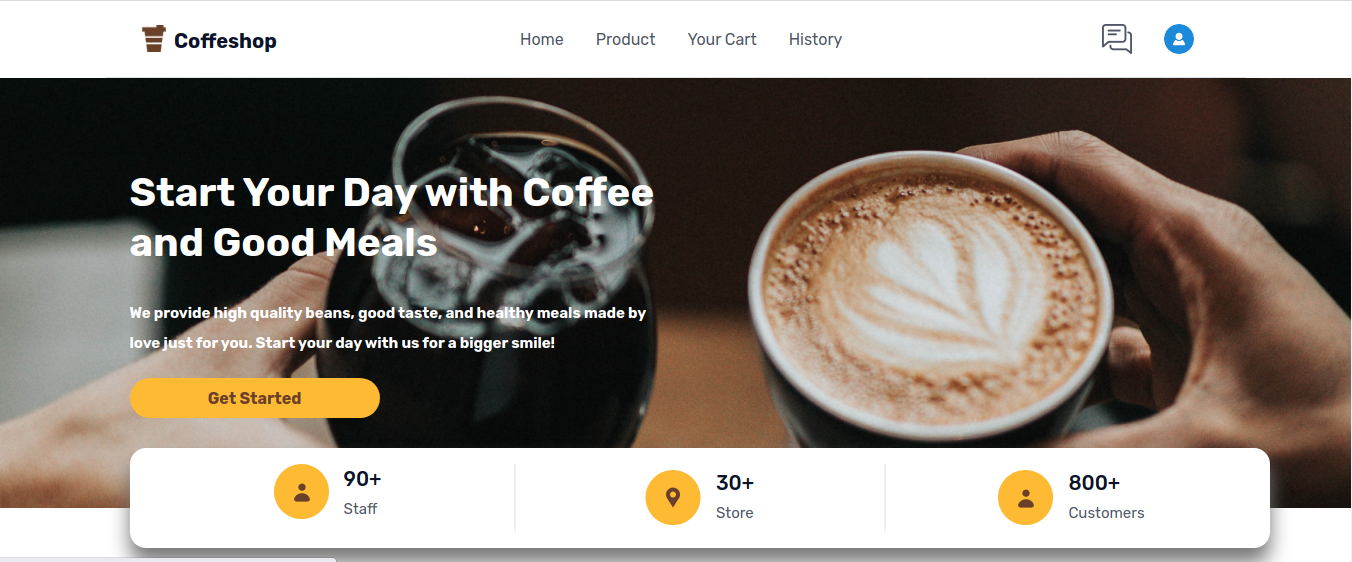 Coffeshop
Home
Product
Your Cart
History
Start Your Day with Coffee
and Good Meals
We provide high quality beans, good taste, and healthy meals made by
love just for you. Start your day with us for a bigger smile!
Get Started
90+
Staff
30+
Store
800+
Customers